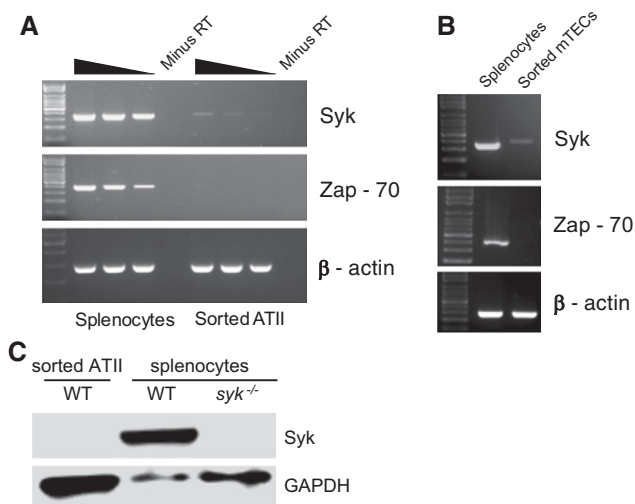 A
Minus RT
Minus RT
Syk
Zap - 70
β - actin
Splenocytes
Sorted ATII
B
Splenocytes
Sorted mTECs
Syk
Zap - 70
β - actin
C
sorted ATII
splenocytes
WT
WT
syk -/-
Syk
GAPDH